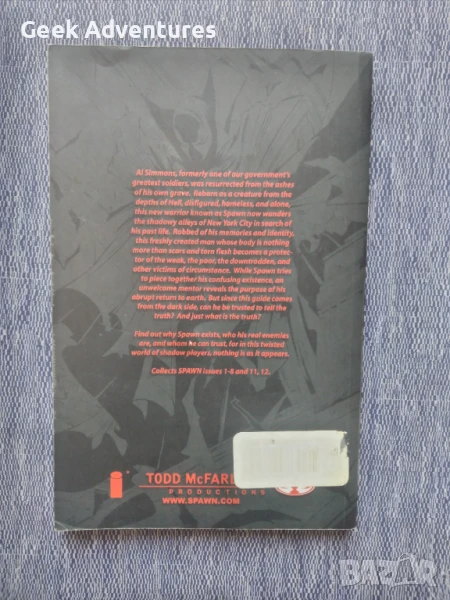 Geek Adventures
Al Simmons, formerly one of our government's
greatest soldiers, was resurrected from the ashes
of his own grave. Reborn as a creature from the
depths of Hell, disfigured, homeless, and alone,
this new warrior known as Spawn now wanders
the shadowy alleys of New York City in search of
his past life. Robbed of his memories and identity,
this freshly created man whose body is nothing
more than scars and torn flesh becomes a protec-
tor of the weak, the poor, the downtrodden, and
other victims of circumstance. While Spawn tries
to piece together his confusing existence, an
unwelcome mentor reveals the purpose of his
abrupt return to earth. But since this guide comes
from the dark side, can he be trusted to tell the
truth? And just what is the truth?
Find out why Spawn exists, who his real enemies
are, and whom he can trust, for in this twisted
world of shadow players, nothing is as it appears.
Collects SPAWN issues 1-8 and 11, 12.
TODD McFARL
PRODUCTIONS
WWW.SPAWN.COM
BAZAR.bg